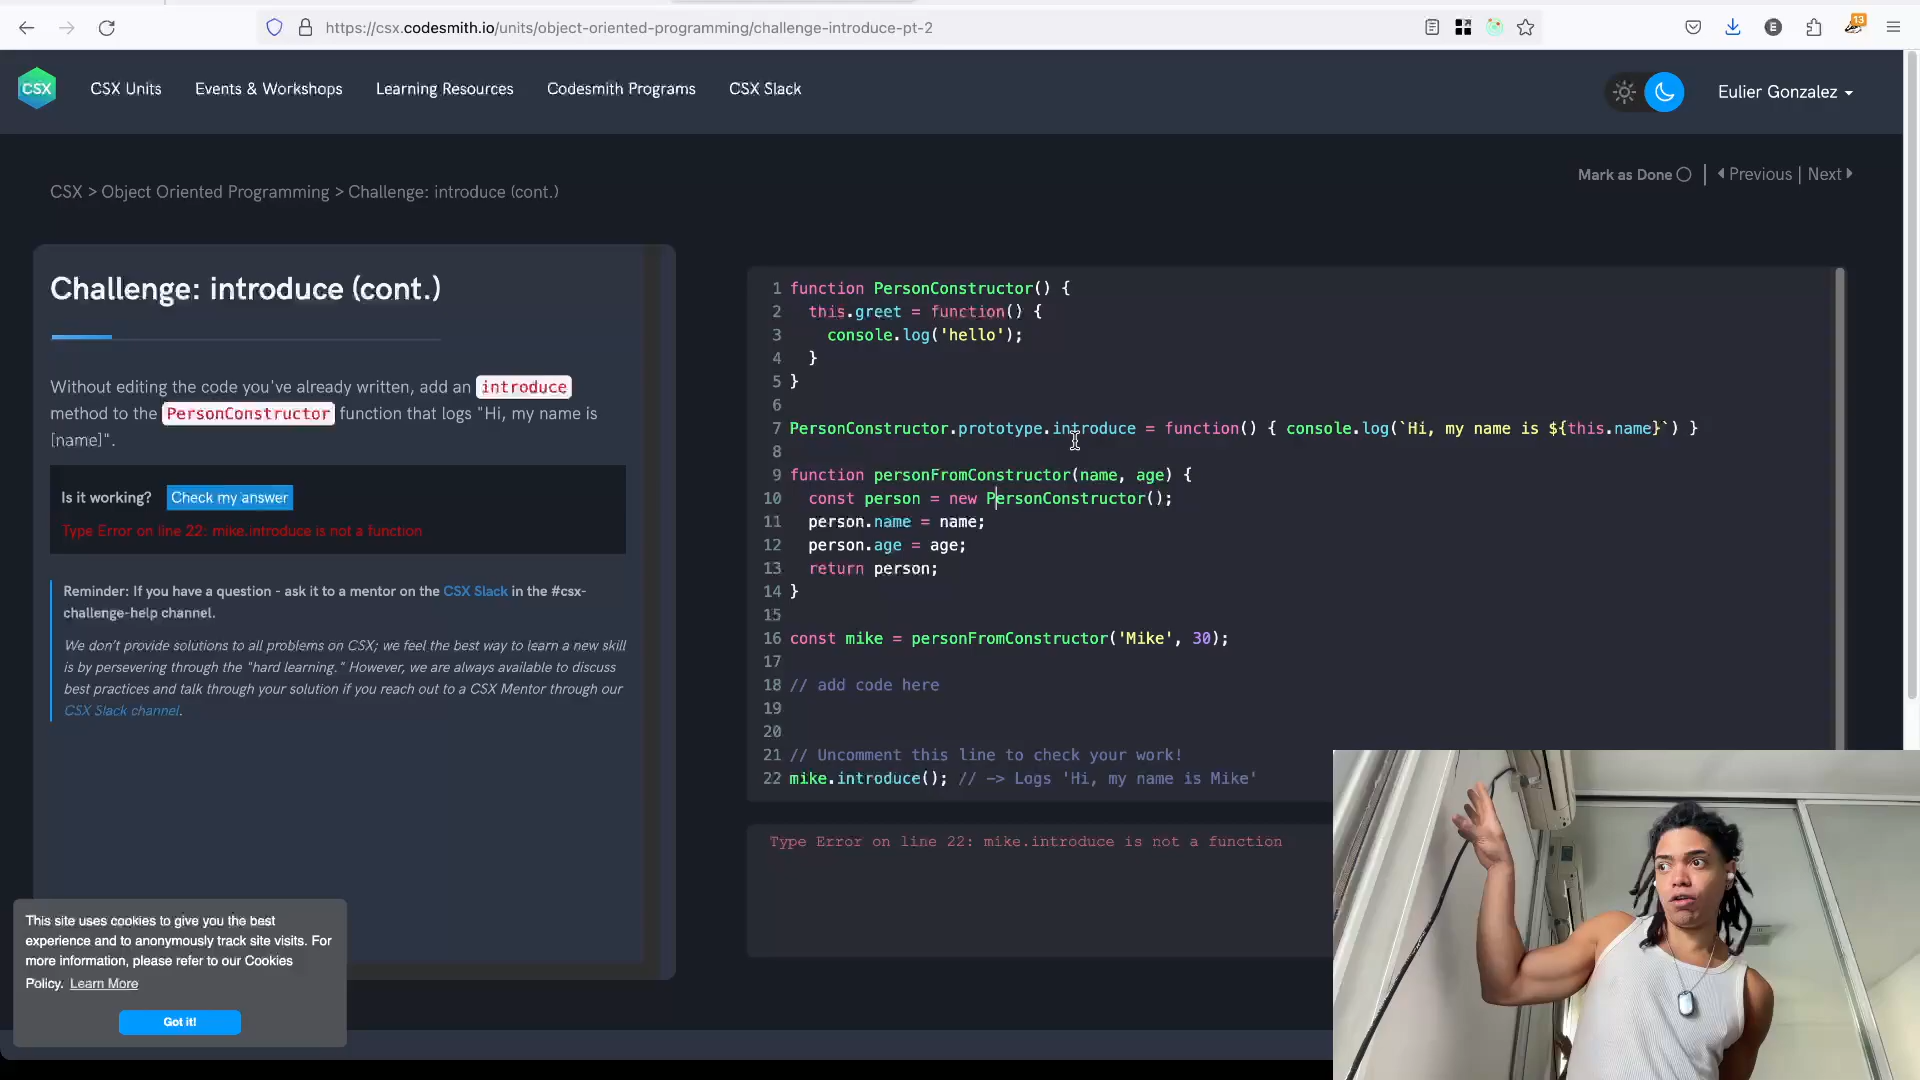 https://csx.codesmith.io/units/object-oriented-programming/challenge-introduce-pt-2
E
13
CSX
CSX Units
Events & Workshops
Learning Resources
Codesmith Programs
CSX Slack
Eulier Gonzalez
CSX > Object Oriented Programming > Challenge: introduce (cont.)
Mark as Done
Previous | Next
Challenge: introduce (cont.)
Without editing the code you've already written, add an introduce
method to the PersonConstructor function that logs "Hi, my name is
[name]".
Is it working? Check my answer
Type Error on line 22: mike.introduce is not a function
Reminder: If you have a question - ask it to a mentor on the CSX Slack in the #csx-
challenge-help channel.
We don't provide solutions to all problems on CSX; we feel the best way to learn a new skill
is by persevering through the "hard learning." However, we are always available to discuss
best practices and talk through your solution if you reach out to a CSX Mentor through our
CSX Slack channel.
1 function PersonConstructor() {
2 this.greet = function() {
3 console.log('hello');
4 }
5 }
6
7 PersonConstructor.prototype.introduce = function() { console.log(`Hi, my name is ${this.name}`) }
8
9 function personFromConstructor(name, age) {
10 const person = new PersonConstructor();
11 person.name = name;
12 person.age = age;
13 return person;
14 }
15
16 const mike = personFromConstructor('Mike', 30);
17
18 // add code here
19
20
21 // Uncomment this line to check your work!
22 mike.introduce(); // -> Logs 'Hi, my name is Mike'
Type Error on line 22: mike.introduce is not a function
This site uses cookies to give you the best
experience and to anonymously track site visits. For
more information, please refer to our Cookies
Policy. Learn More
Got it!